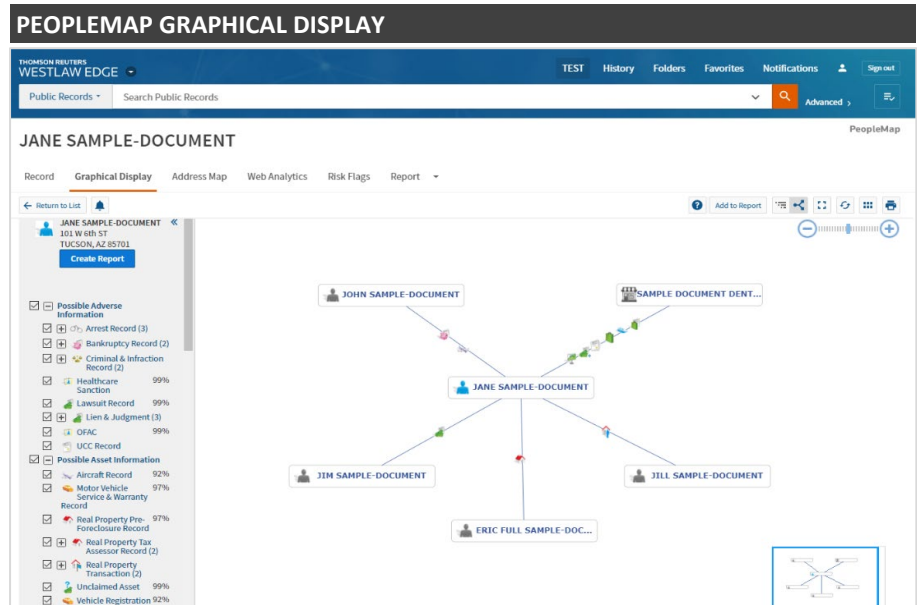 PEOPLEMAP GRAPHICAL DISPLAY
THOMSON REUTERS
WESTLAW EDGE
TEST History Folders Favorites Notifications Sign out
Public Records Search Public Records Advanced
PeopleMap
JANE SAMPLE-DOCUMENT
Record Graphical Display Address Map Web Analytics Risk Flags Report
Return to List Add to Report
JANE SAMPLE-DOCUMENT
101 W 6th ST
TUCSON, AZ 85701
Create Report
Possible Adverse
Information
Arrest Record (3)
Bankruptcy Record (2)
Criminal & Infraction
Record (2)
Healthcare 99%
Sanction
Lawsuit Record 99%
Lien & Judgment (3)
OFAC 99%
UCC Record
Possible Asset Information
Aircraft Record 92%
Motor Vehicle 97%
Service & Warranty
Record
Real Property Pre- 97%
Foreclosure Record
Real Property Tax
Assessor Record (2)
Real Property
Transaction (2)
Unclaimed Asset 99%
Vehicle Registration 92%
JOHN SAMPLE-DOCUMENT
SAMPLE DOCUMENT DENT...
JANE SAMPLE-DOCUMENT
JIM SAMPLE-DOCUMENT
JILL SAMPLE-DOCUMENT
ERIC FULL SAMPLE-DOC...